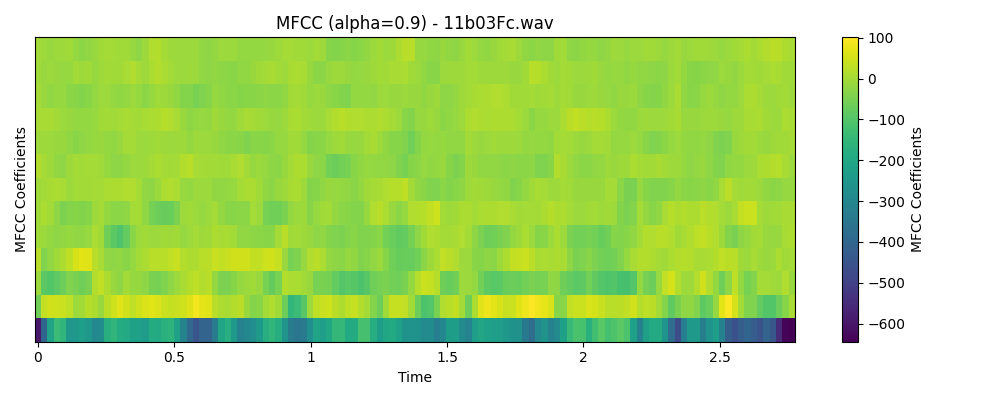 MFCC (alpha=0.9) - 11b03Fc.wav
MFCC Coefficients
0 0.5 1 1.5 2 2.5
Time
100
0
−100
−200
−300
−400
−500
−600
MFCC Coefficients